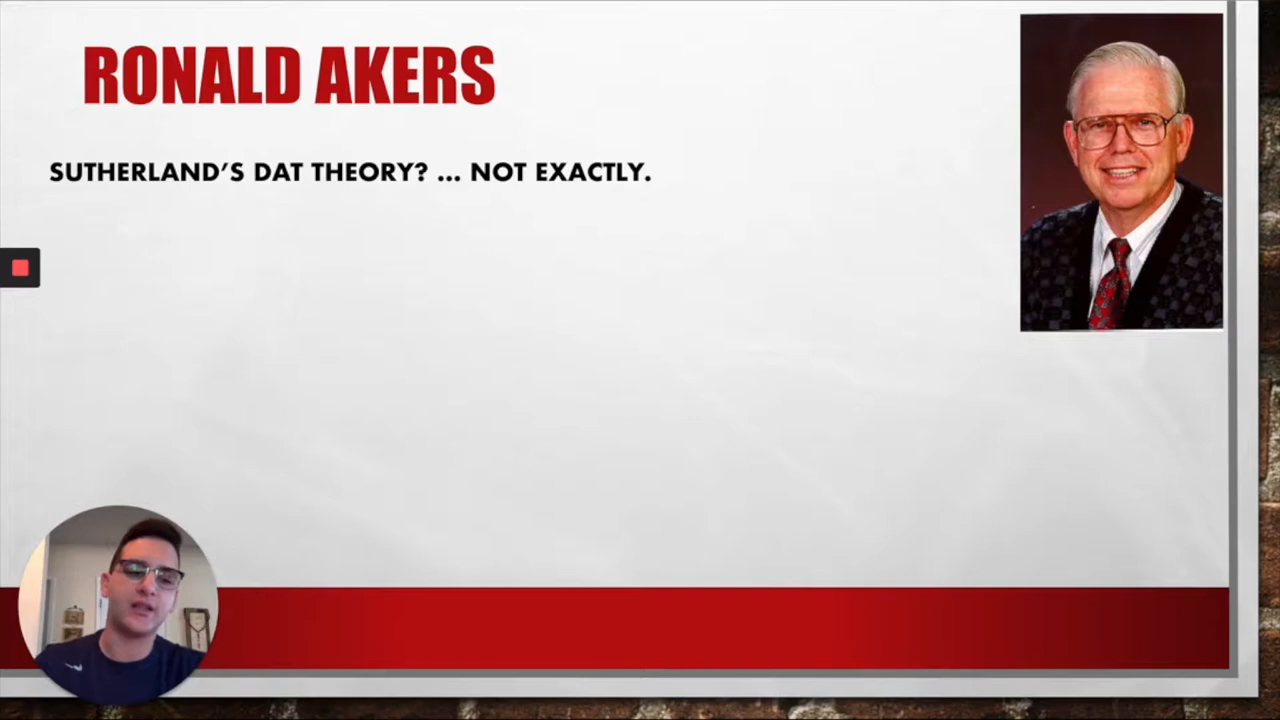 RONALD AKERS
SUTHERLAND’S DAT THEORY? … NOT EXACTLY.